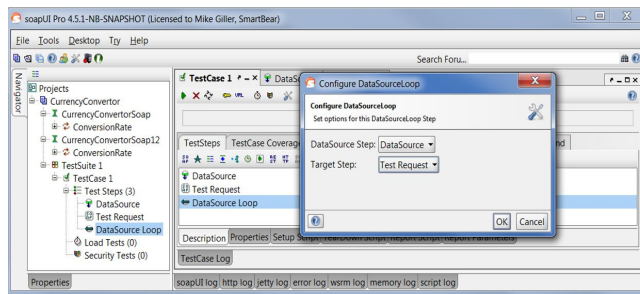 soapUI Pro 4.5.1-NB-SNAPSHOT (Licensed to Mike Giller, SmartBear)
File Tools Desktop Try Help
Search Foru...
Navigator
Projects
CurrencyConvertor
CurrencyConvertorSoap
ConversionRate
CurrencyConvertorSoap12
ConversionRate
TestSuite 1
TestCase 1
Test Steps (3)
DataSource
Test Request
DataSource Loop
Load Tests (0)
Security Tests (0)
Properties
TestCase 1
DataS
TestSteps TestCase Coverage
DataSource
Test Request
DataSource Loop
Description Properties Setup Script TearDown Script Report Script Report Parameters
TestCase Log
soapUI log http log jetty log error log wsrm log memory log script log
Configure DataSourceLoop
Configure DataSourceLoop
Set options for this DataSourceLoop Step
DataSource Step: DataSource
Target Step: Test Request
OK Cancel